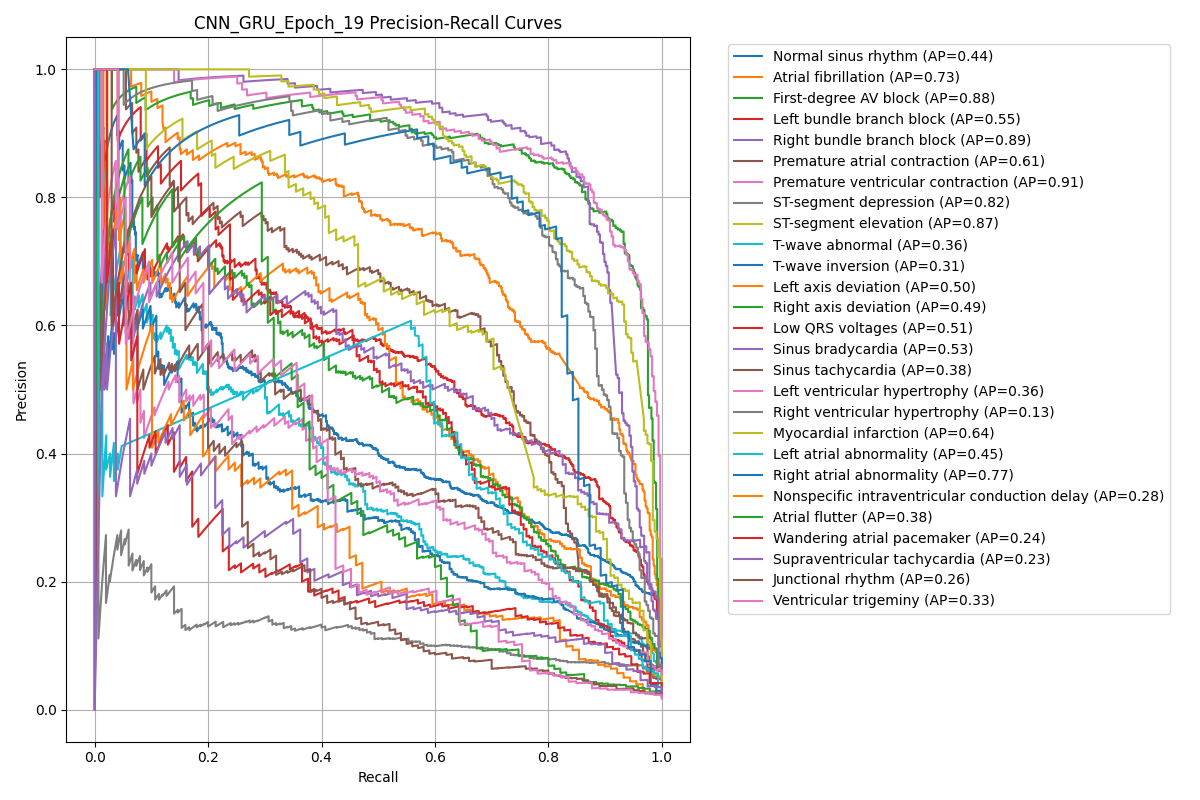 CNN_GRU_Epoch_19 Precision-Recall Curves
1.0
0.8
0.6
0.4
0.2
0.0
Precision
0.0 0.2 0.4 0.6 0.8 1.0
Recall
Normal sinus rhythm (AP=0.44)
Atrial fibrillation (AP=0.73)
First-degree AV block (AP=0.88)
Left bundle branch block (AP=0.55)
Right bundle branch block (AP=0.89)
Premature atrial contraction (AP=0.61)
Premature ventricular contraction (AP=0.91)
ST-segment depression (AP=0.82)
ST-segment elevation (AP=0.87)
T-wave abnormal (AP=0.36)
T-wave inversion (AP=0.31)
Left axis deviation (AP=0.50)
Right axis deviation (AP=0.49)
Low QRS voltages (AP=0.51)
Sinus bradycardia (AP=0.53)
Sinus tachycardia (AP=0.38)
Left ventricular hypertrophy (AP=0.36)
Right ventricular hypertrophy (AP=0.13)
Myocardial infarction (AP=0.64)
Left atrial abnormality (AP=0.45)
Right atrial abnormality (AP=0.77)
Nonspecific intraventricular conduction delay (AP=0.28)
Atrial flutter (AP=0.38)
Wandering atrial pacemaker (AP=0.24)
Supraventricular tachycardia (AP=0.23)
Junctional rhythm (AP=0.26)
Ventricular trigeminy (AP=0.33)